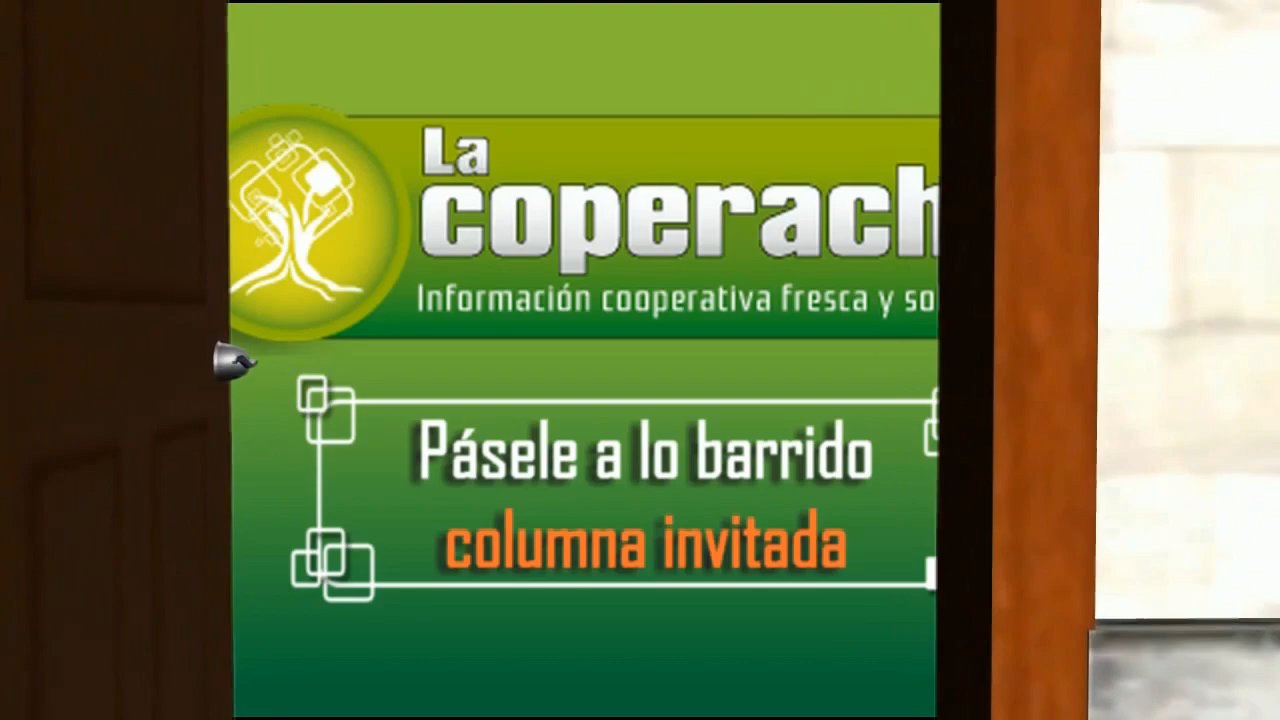 La
coperach
Información cooperativa fresca y so
Pásele a lo barrido
columna invitada